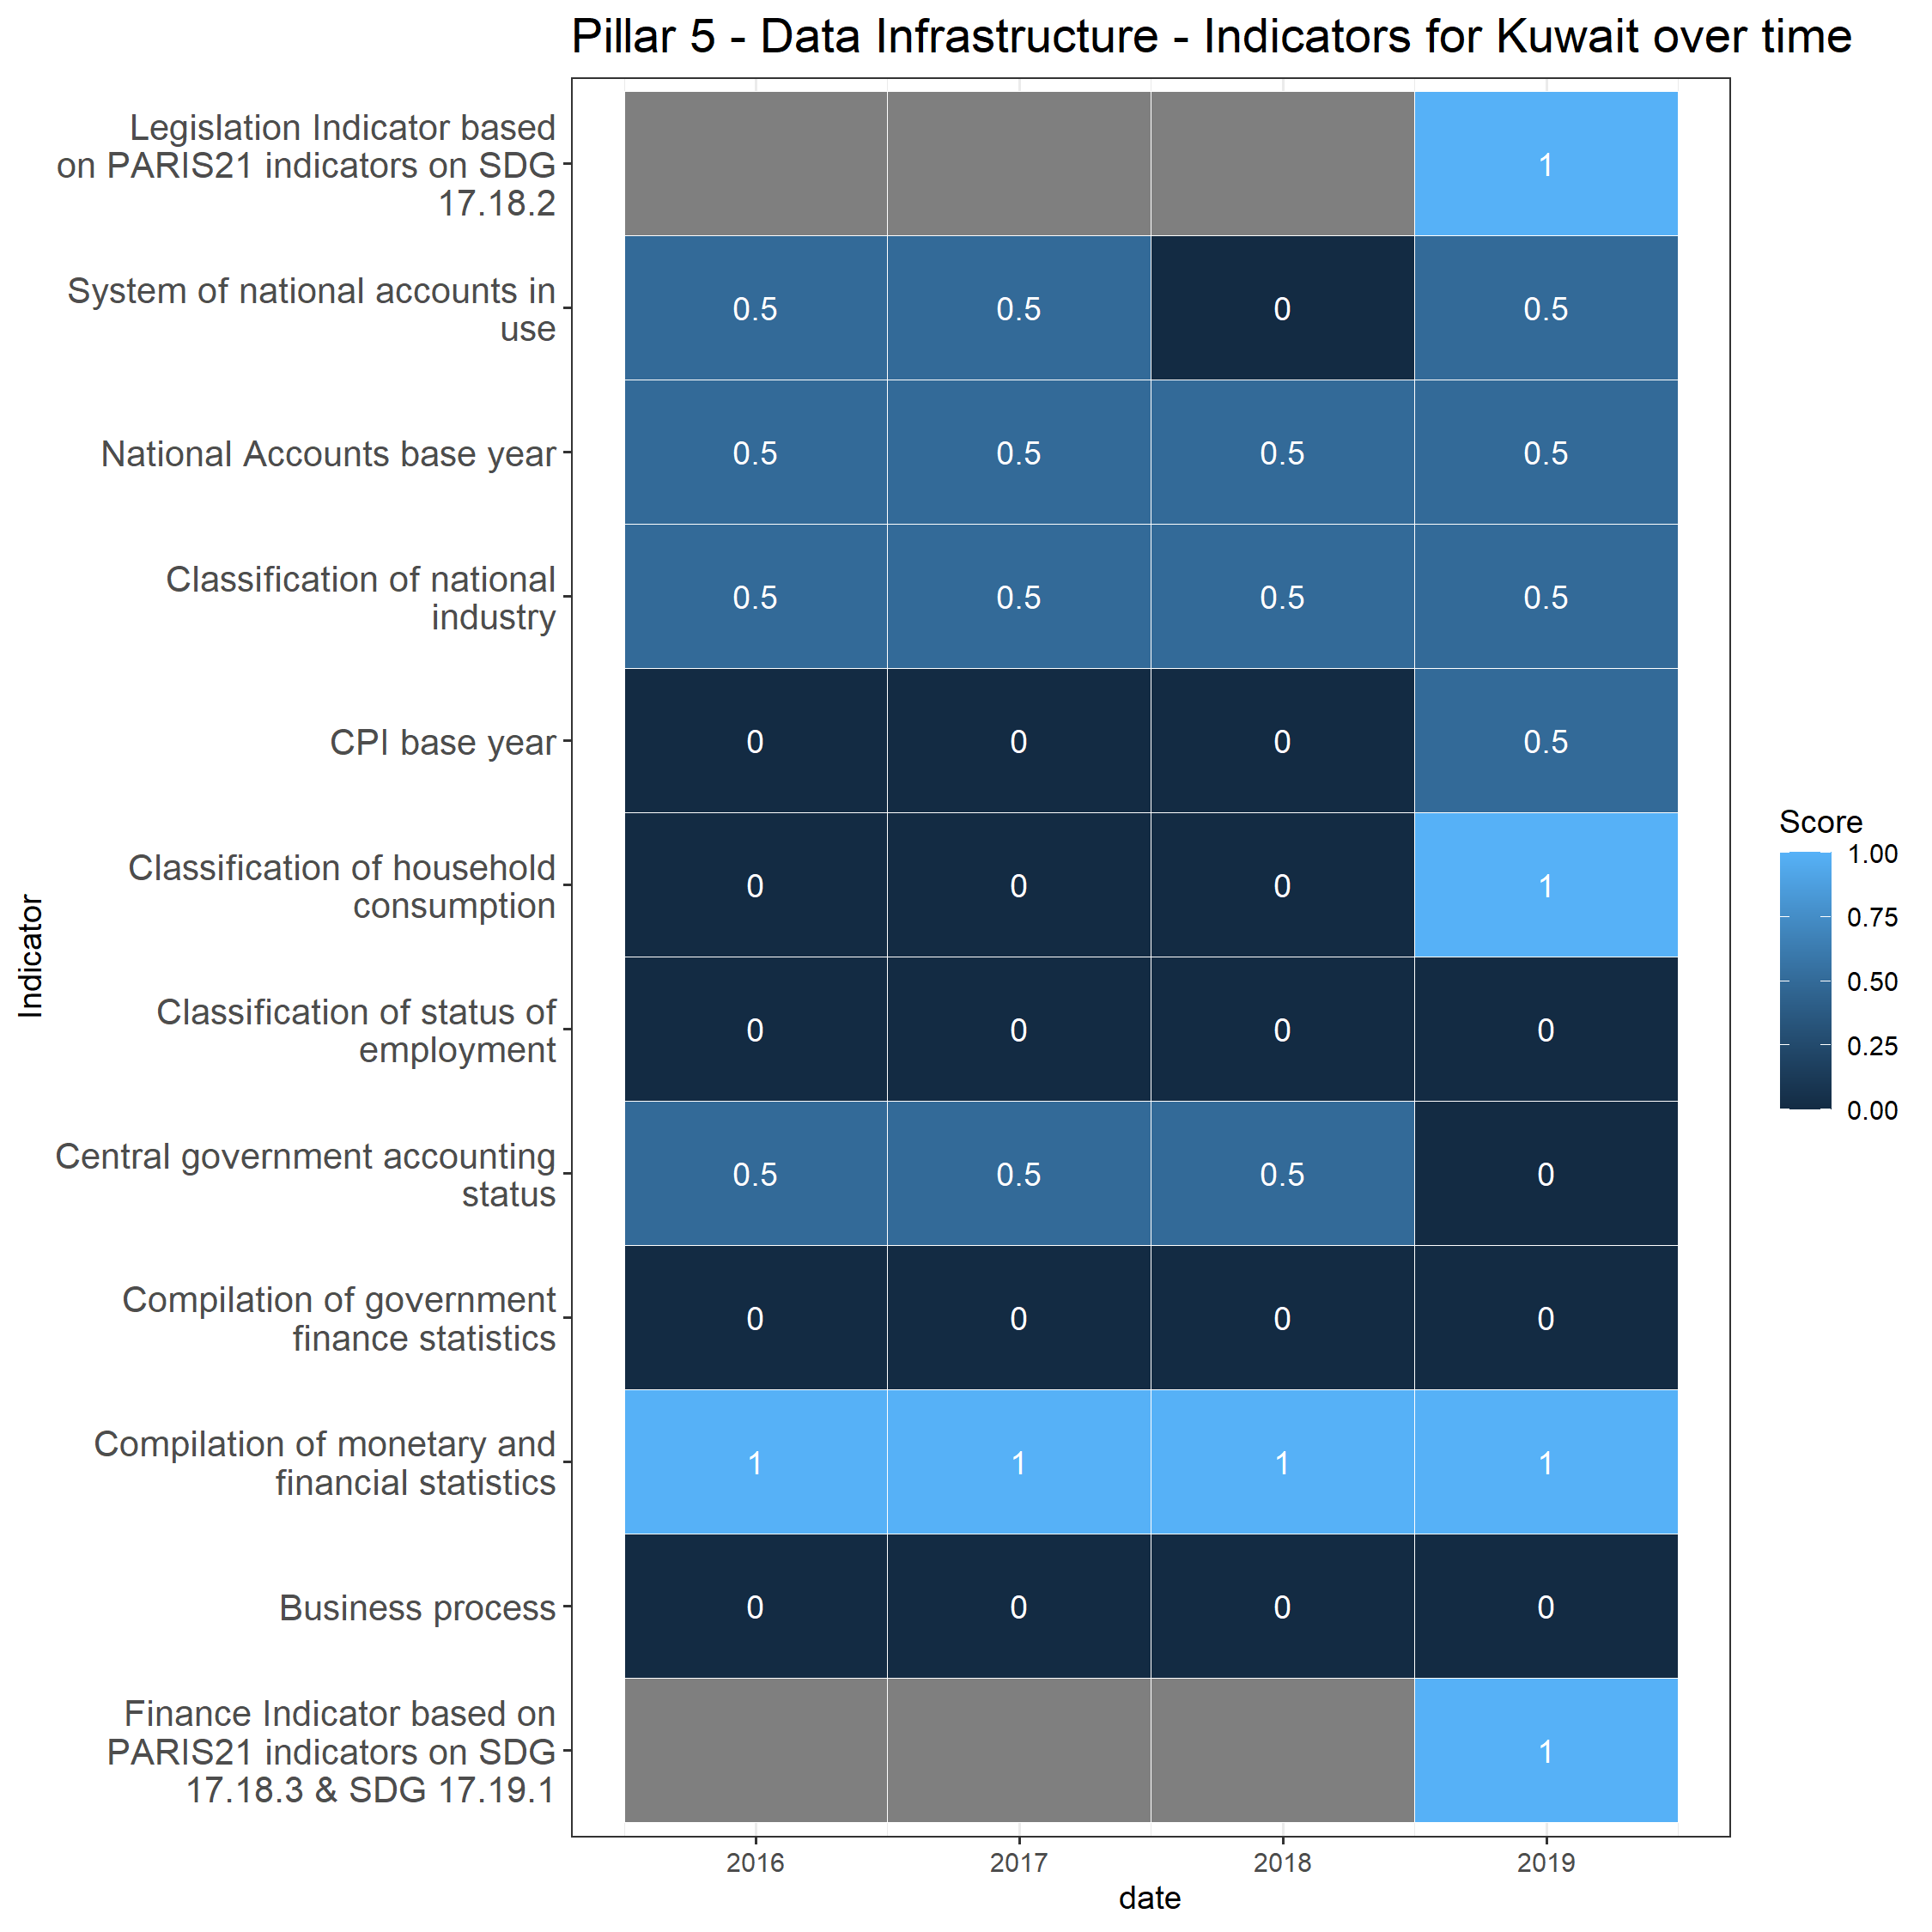 Pillar 5 - Data Infrastructure - Indicators for Kuwait over time
Indicator
Legislation Indicator based
on PARIS21 indicators on SDG
17.18.2
1
System of national accounts in
use
0.5 0.5 0 0.5
National Accounts base year
0.5 0.5 0.5 0.5
Classification of national
industry
0.5 0.5 0.5 0.5
CPI base year
0 0 0 0.5
Classification of household
consumption
0 0 0 1
Classification of status of
employment
0 0 0 0
Central government accounting
status
0.5 0.5 0.5 0
Compilation of government
finance statistics
0 0 0 0
Compilation of monetary and
financial statistics
1 1 1 1
Business process
0 0 0 0
Finance Indicator based on
PARIS21 indicators on SDG
17.18.3 & SDG 17.19.1
1
2016 2017 2018 2019
date
Score
1.00
0.75
0.50
0.25
0.00